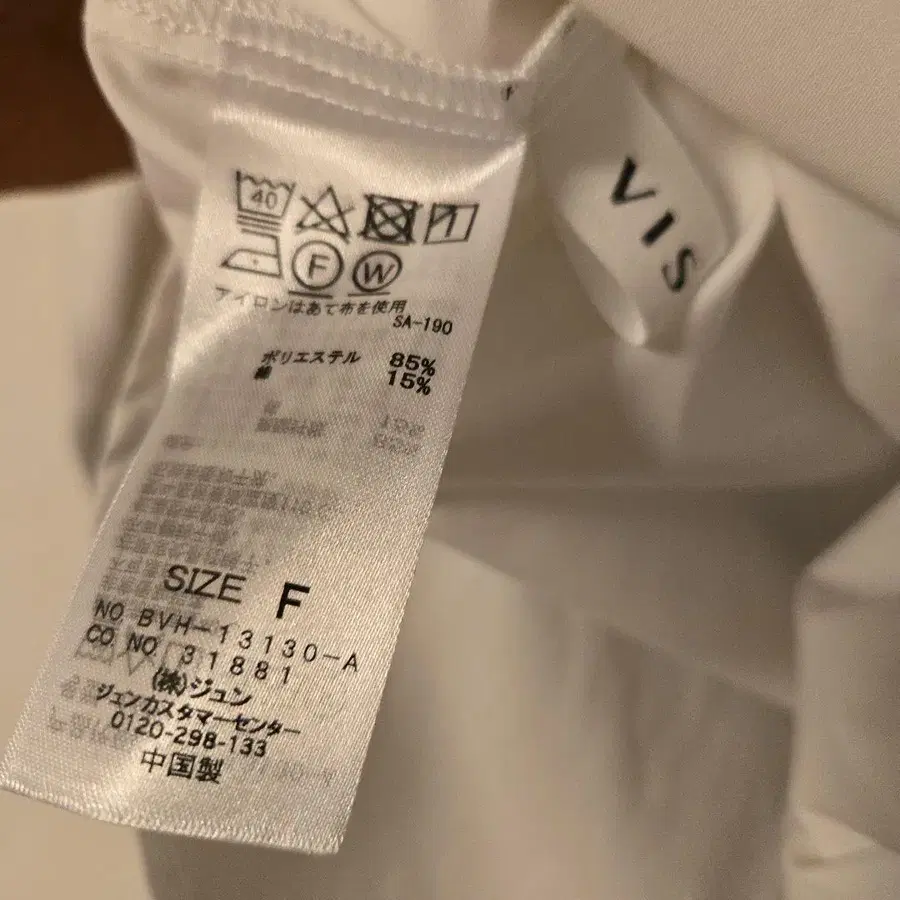 VIS
40
F W
アイロンはあて布を使用
SA-190
ポリエステル 85%
綿 15%
SIZE F
NO. BVH-13130-A
CO. NO. 31881
(株)ジュン
ジュンカスタマーセンター
0120-298-133
中国製